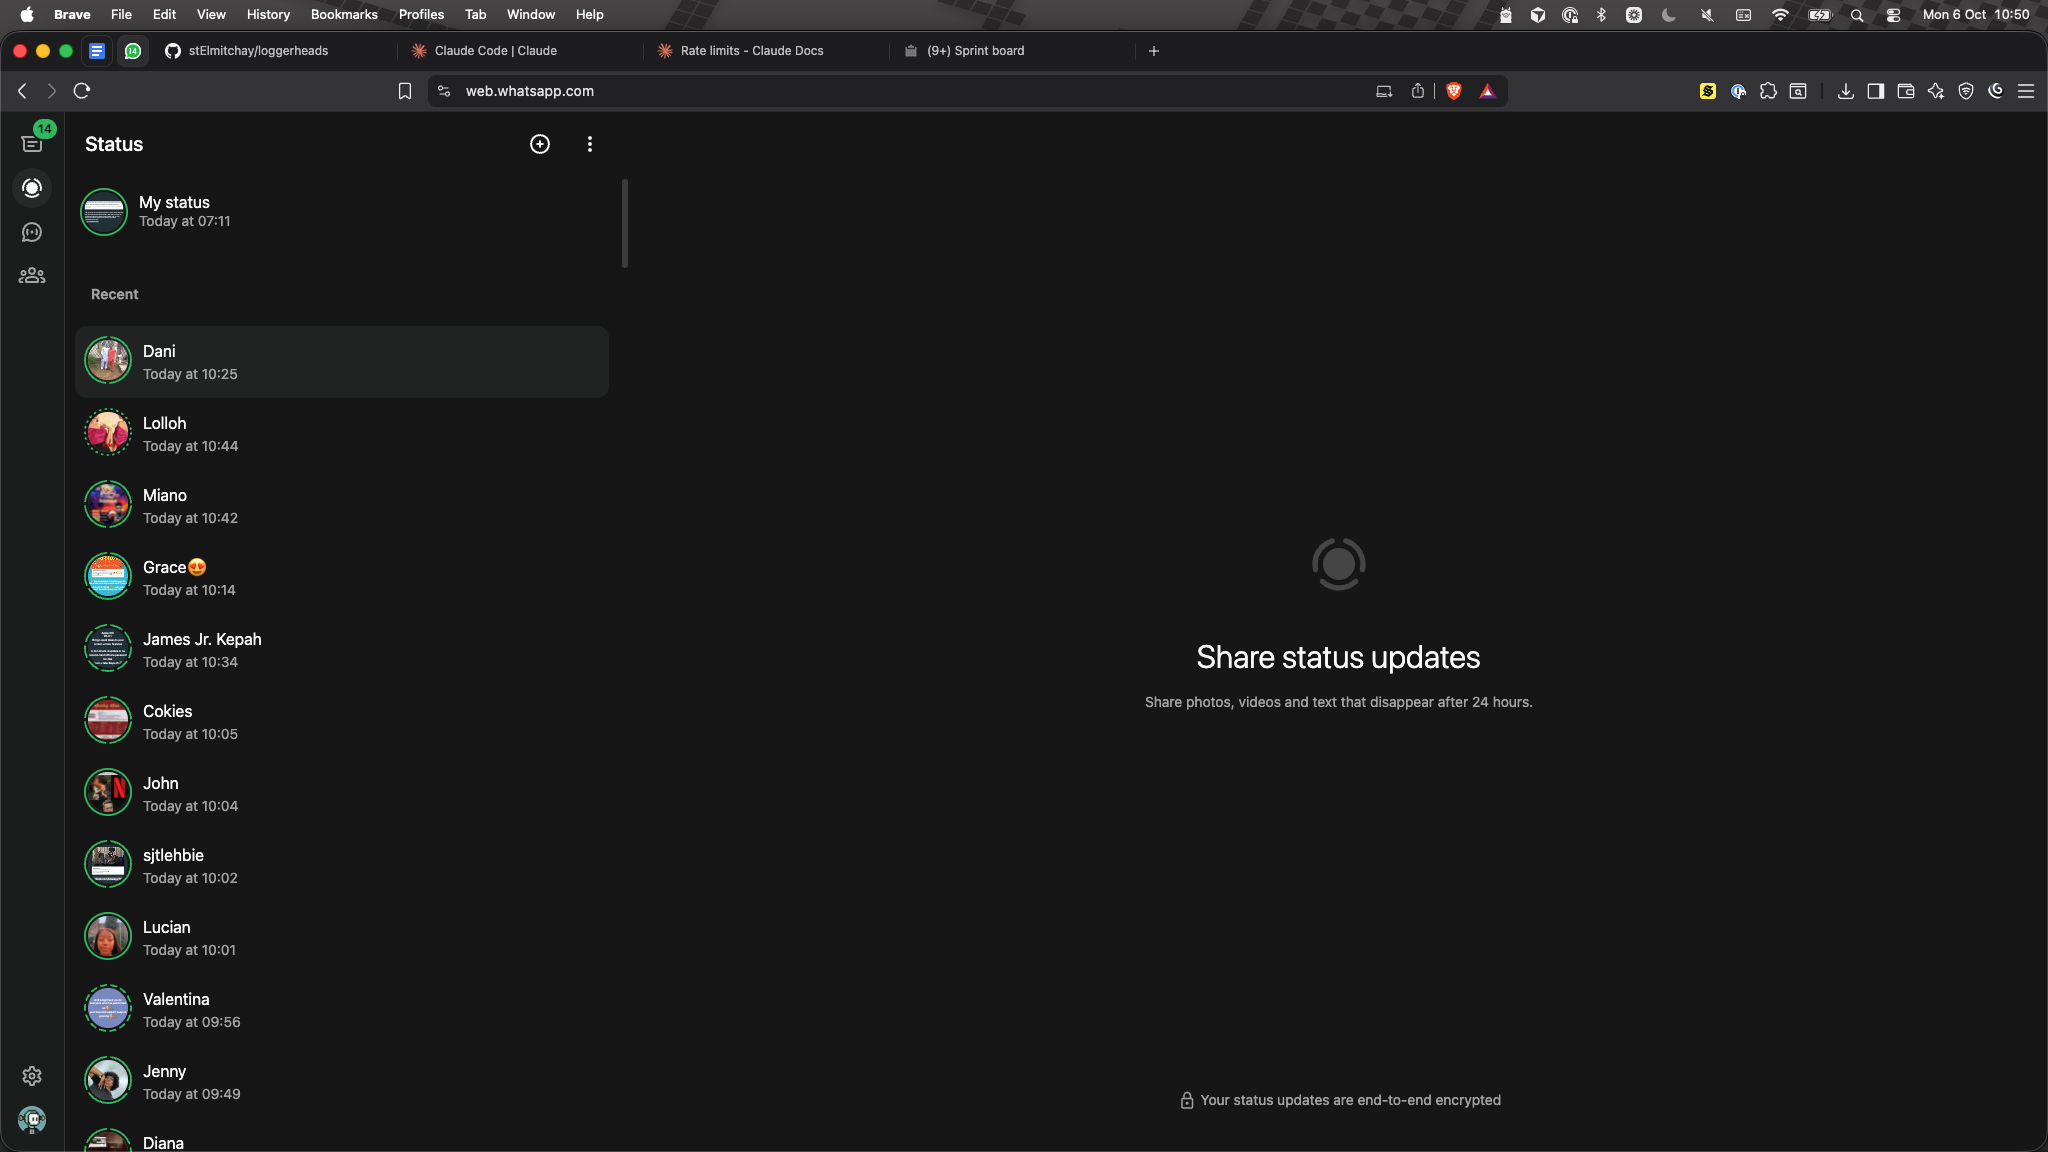 Brave File Edit View History Bookmarks Profiles Tab Window Help Mon 6 Oct 10:50
14 stElmitchay/loggerheads Claude Code | Claude Rate limits - Claude Docs (9+) Sprint board
web.whatsapp.com
14
Status
My status
Today at 07:11
Recent
Dani
Today at 10:25
Lolloh
Today at 10:44
Miano
Today at 10:42
Grace😍
Today at 10:14
James Jr. Kepah
Today at 10:34
Cokies
Today at 10:05
John
Today at 10:04
sjtlehbie
Today at 10:02
Lucian
Today at 10:01
Valentina
Today at 09:56
Jenny
Today at 09:49
Diana
Share status updates
Share photos, videos and text that disappear after 24 hours.
Your status updates are end-to-end encrypted